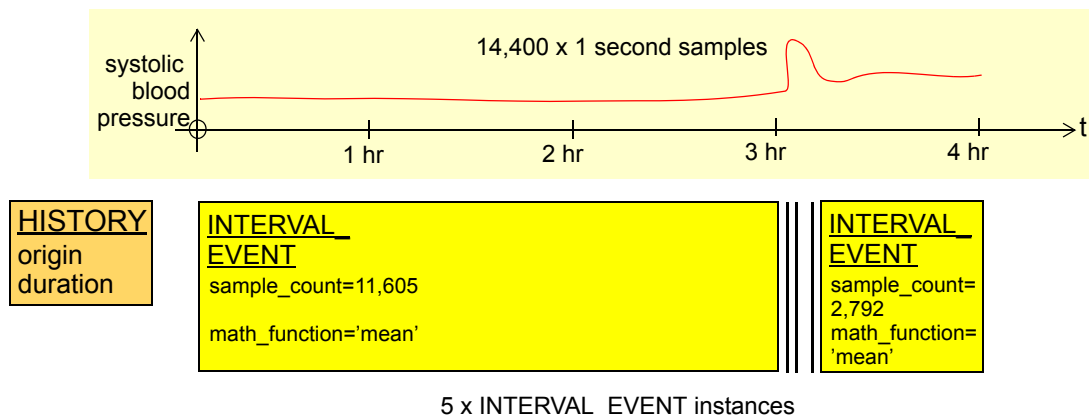 14,400 x 1 second samples
systolic
blood
pressure
t
1 hr
2 hr
3 hr
4 hr
HISTORY
origin
duration
INTERVAL_
EVENT
sample_count=11,605
math_function=’mean’
INTERVAL_
EVENT
sample_count=
2,792
math_function=
’mean’
5 x INTERVAL_EVENT instances